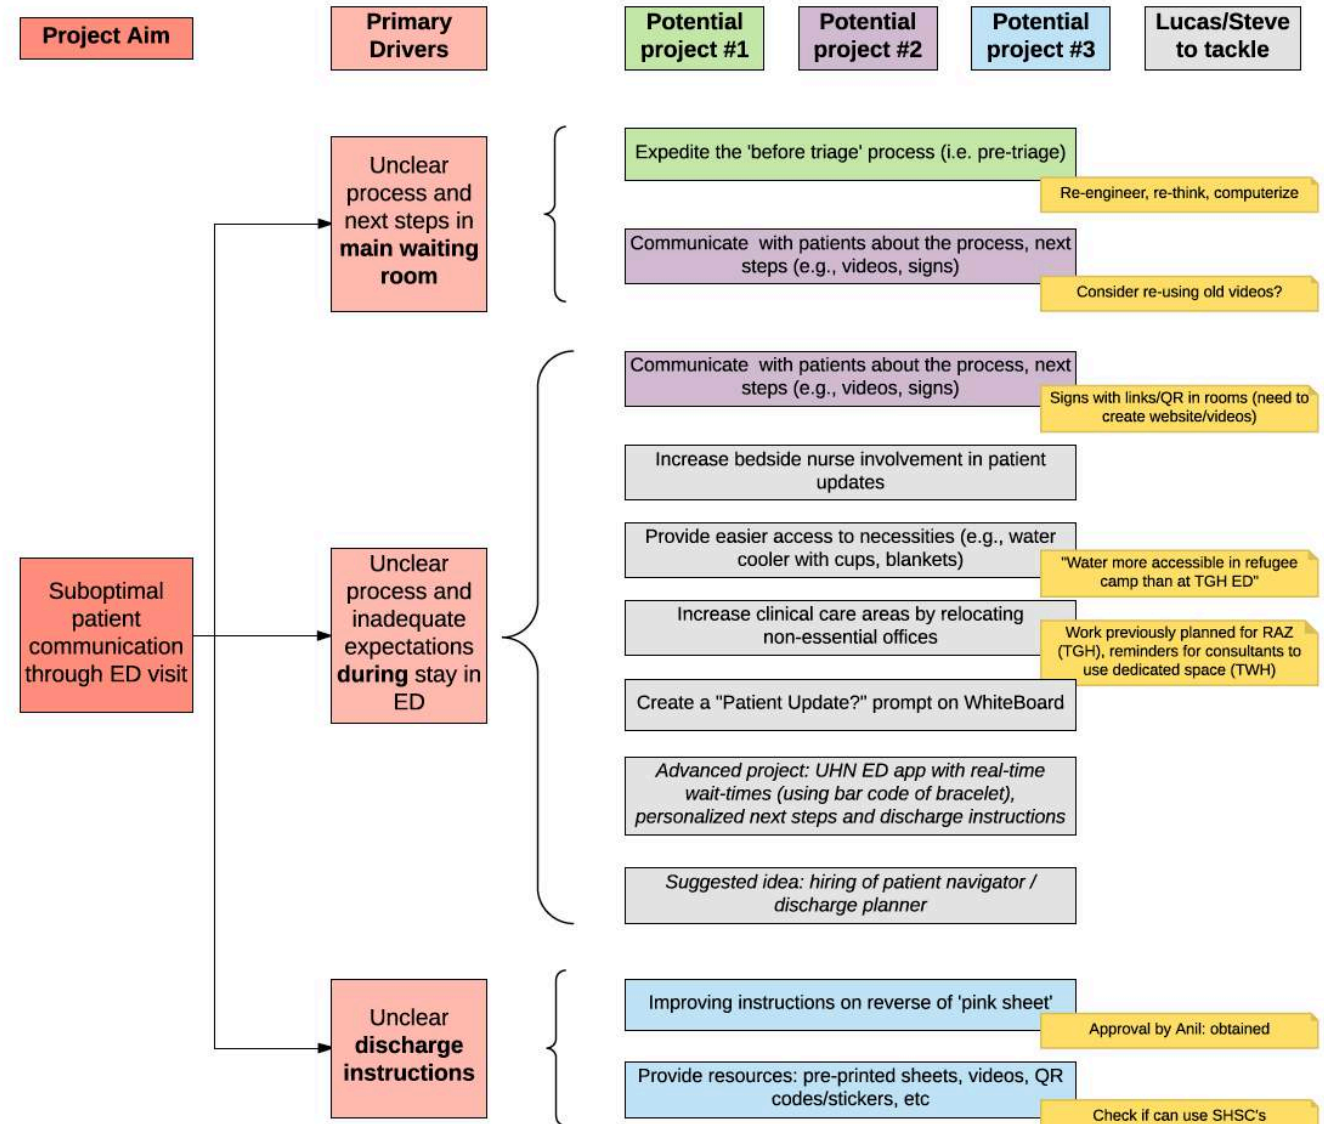 Project Aim
Primary
Drivers
Potential
project #1
Potential
project #2
Potential
project #3
Lucas/Steve
to tackle
Suboptimal
patient
communication
through ED visit
Unclear
process and
next steps in
main waiting
room
Expedite the 'before triage' process (i.e. pre-triage)
Re-engineer, re-think, computerize
Communicate with patients about the process, next
steps (e.g., videos, signs)
Consider re-using old videos?
Unclear
process and
inadequate
expectations
during stay in
ED
Communicate with patients about the process, next
steps (e.g., videos, signs)
Signs with links/QR in rooms (need to
create website/videos)
Increase bedside nurse involvement in patient
updates
Provide easier access to necessities (e.g., water
cooler with cups, blankets)
"Water more accessible in refugee
camp than at TGH ED"
Increase clinical care areas by relocating
non-essential offices
Work previously planned for RAZ
(TGH), reminders for consultants to
use dedicated space (TWH)
Create a "Patient Update?" prompt on WhiteBoard
Advanced project: UHN ED app with real-time
wait-times (using bar code of bracelet),
personalized next steps and discharge instructions
Suggested idea: hiring of patient navigator /
discharge planner
Unclear
discharge
instructions
Improving instructions on reverse of 'pink sheet'
Approval by Anil: obtained
Provide resources: pre-printed sheets, videos, QR
codes/stickers, etc
Check if can use SHSC's